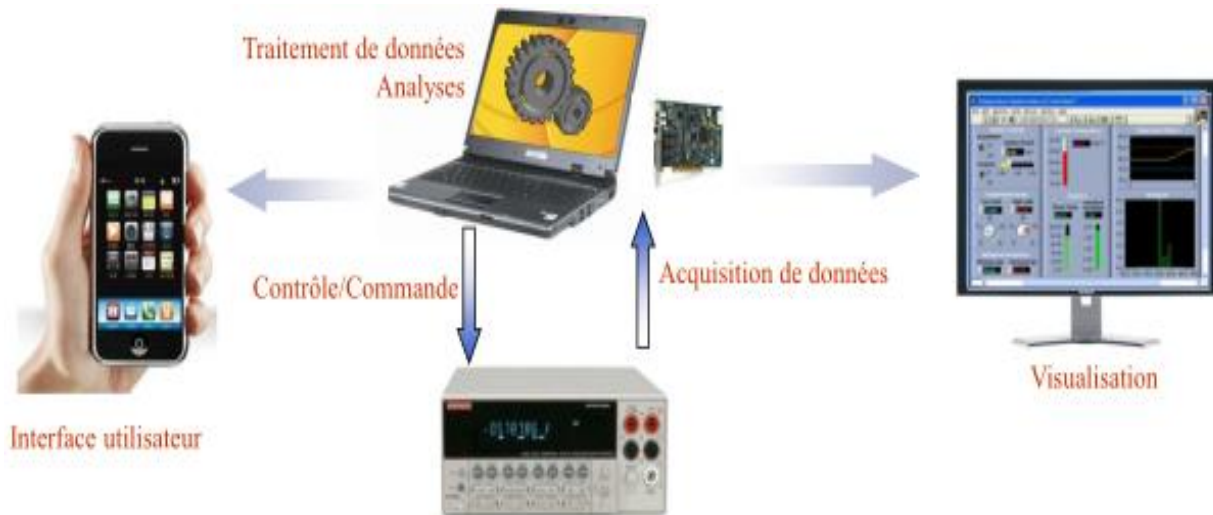 Traitement de données
Analyses
Contrôle/Commande
Acquisition de données
Visualisation
Interface utilisateur